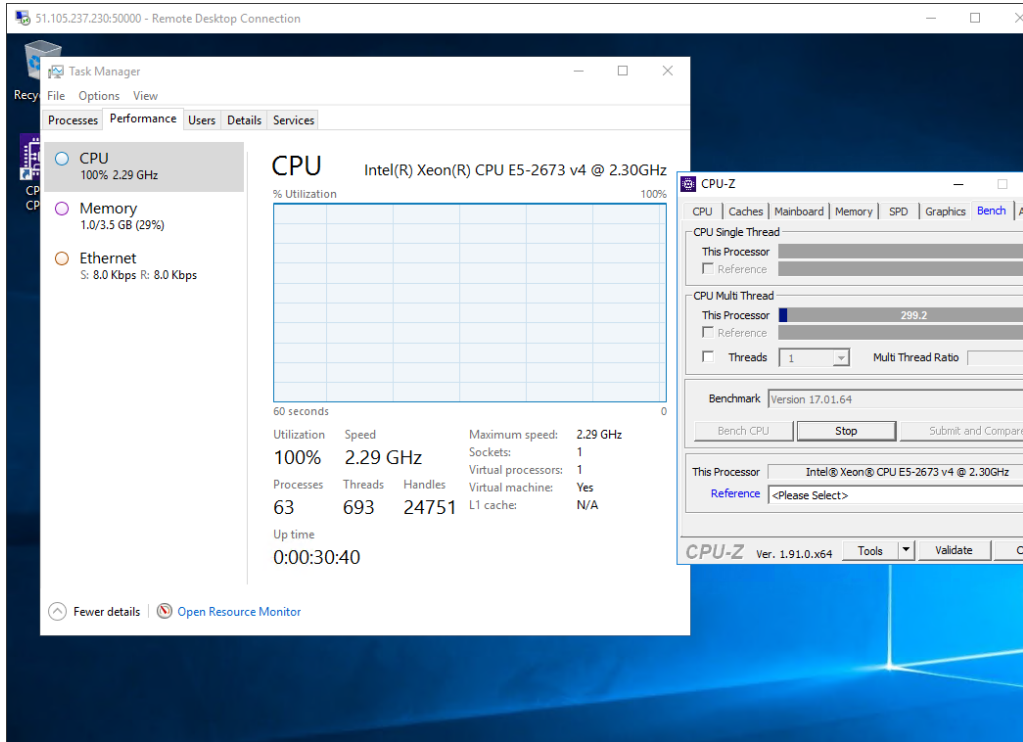 51.105.237.230:50000 - Remote Desktop Connection
Task Manager
File Options View
Processes Performance Users Details Services
CPU
100% 2.29 GHz
Memory
1.0/3.5 GB (29%)
Ethernet
S: 8.0 Kbps R: 8.0 Kbps
CPU Intel(R) Xeon(R) CPU E5-2673 v4 @ 2.30GHz
% Utilization 100%
60 seconds 0
Utilization Speed
100% 2.29 GHz
Processes Threads Handles
63 693 24751
Up time
0:00:30:40
Maximum speed: 2.29 GHz
Sockets: 1
Virtual processors: 1
Virtual machine: Yes
L1 cache: N/A
Fewer details Open Resource Monitor
Recy
CP
CP
CPU-Z
CPU Caches Mainboard Memory SPD Graphics Bench A
CPU Single Thread
This Processor
Reference
CPU Multi Thread
This Processor 299.2
Reference
Threads 1 Multi Thread Ratio
Benchmark Version 17.01.64
Bench CPU Stop Submit and Compare
This Processor Intel® Xeon® CPU E5-2673 v4 @ 2.30GHz
Reference <Please Select>
CPU-Z Ver. 1.91.0.x64 Tools Validate C